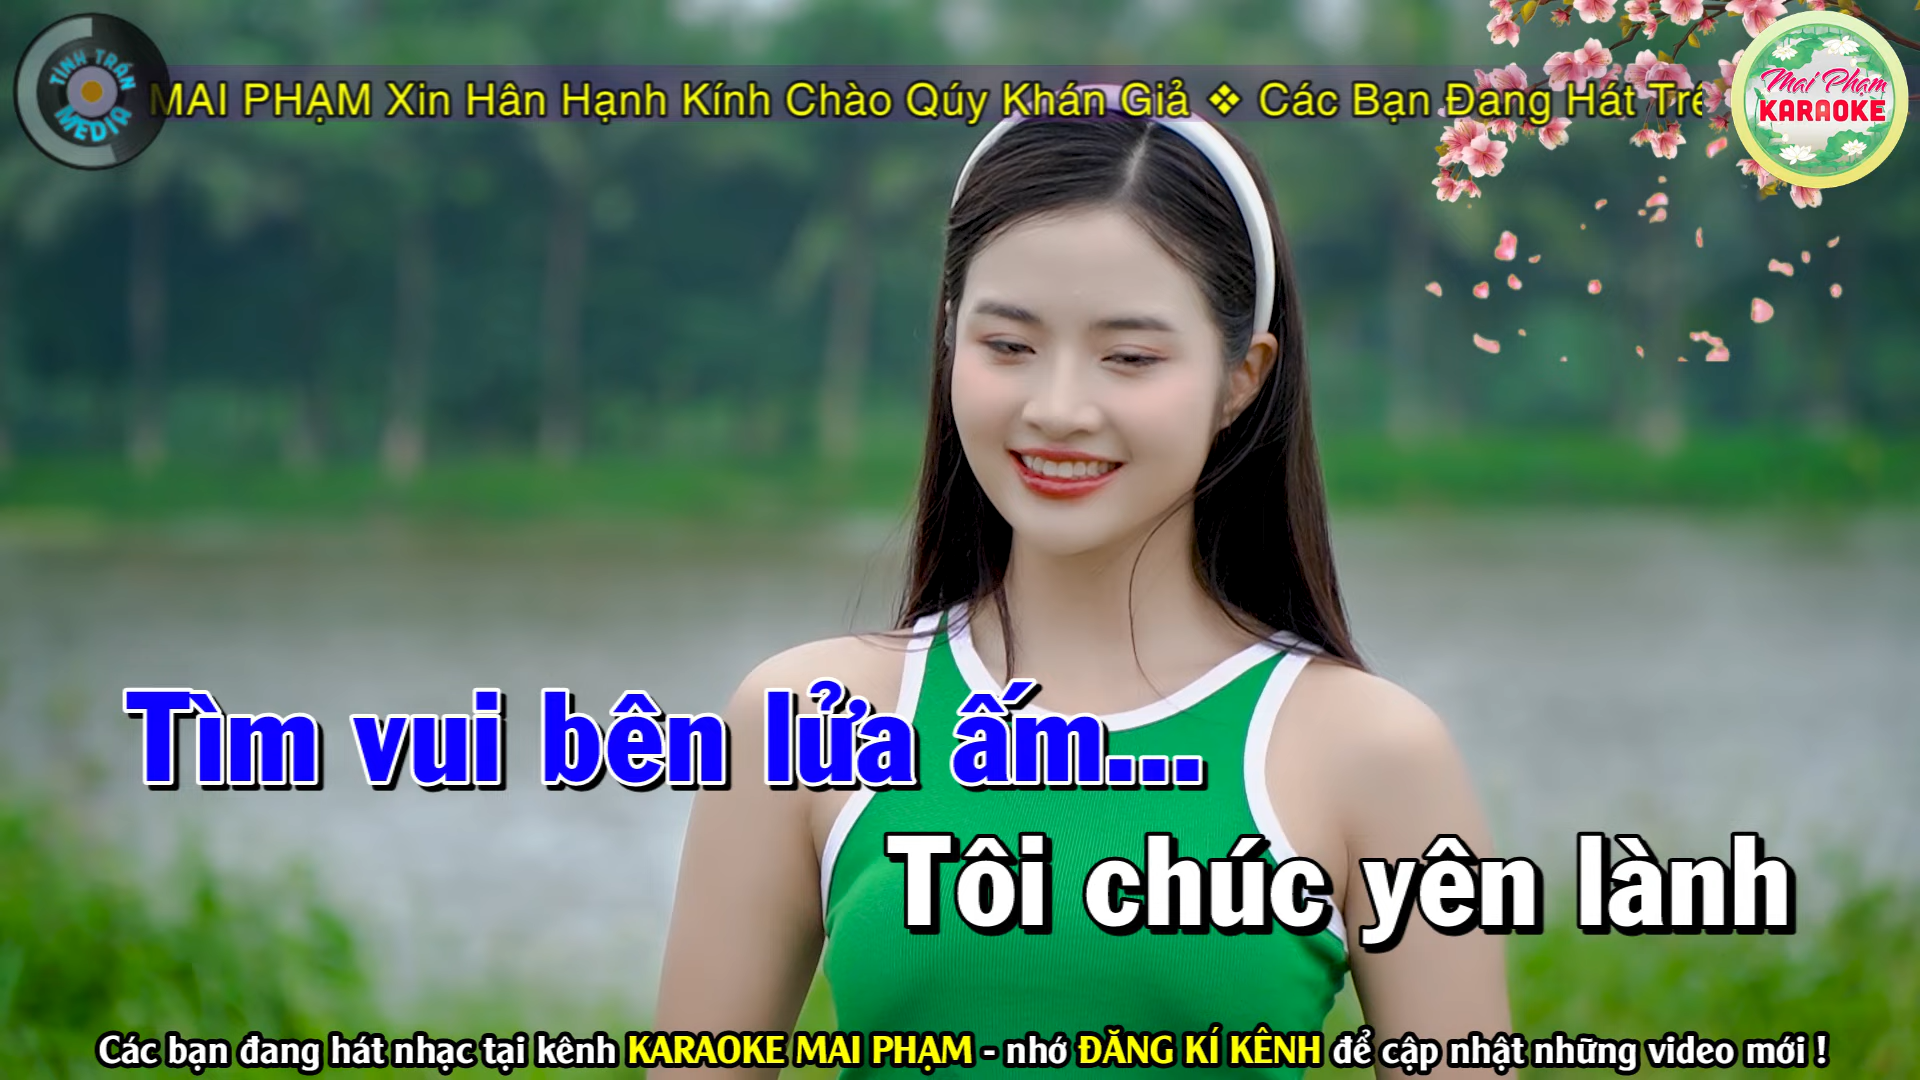 TÌNH TRẦN
MEDIA
MAI PHẠM Xin Hân Hạnh Kính Chào Qúy Khán Giả ❖ Các Bạn Đang Hát Trê
Mai Phạm
KARAOKE
Tìm vui bên lửa ấm...
Tôi chúc yên lành
Các bạn đang hát nhạc tại kênh KARAOKE MAI PHẠM - nhớ ĐĂNG KÍ KÊNH để cập nhật những video mới !